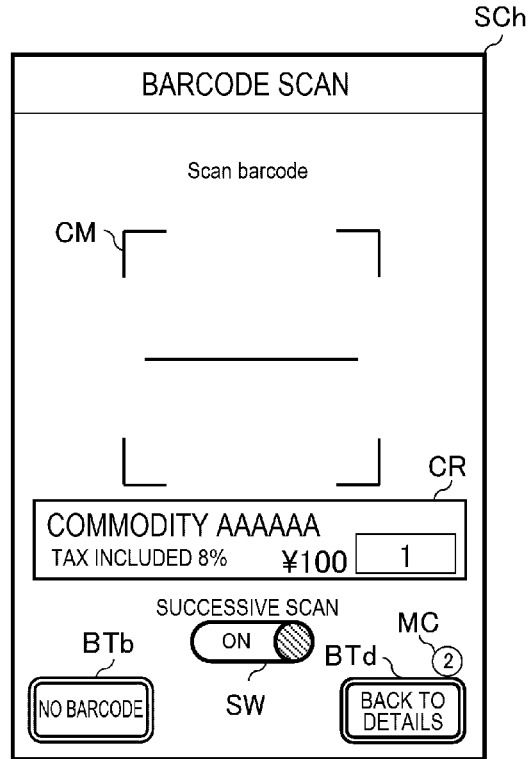 SCh
BARCODE SCAN
Scan barcode
CM
CR
COMMODITY AAAAAA
TAX INCLUDED 8% ¥100 1
SUCCESSIVE SCAN
ON
SW
BTb
NO BARCODE
MC
2
BTd
BACK TO
DETAILS